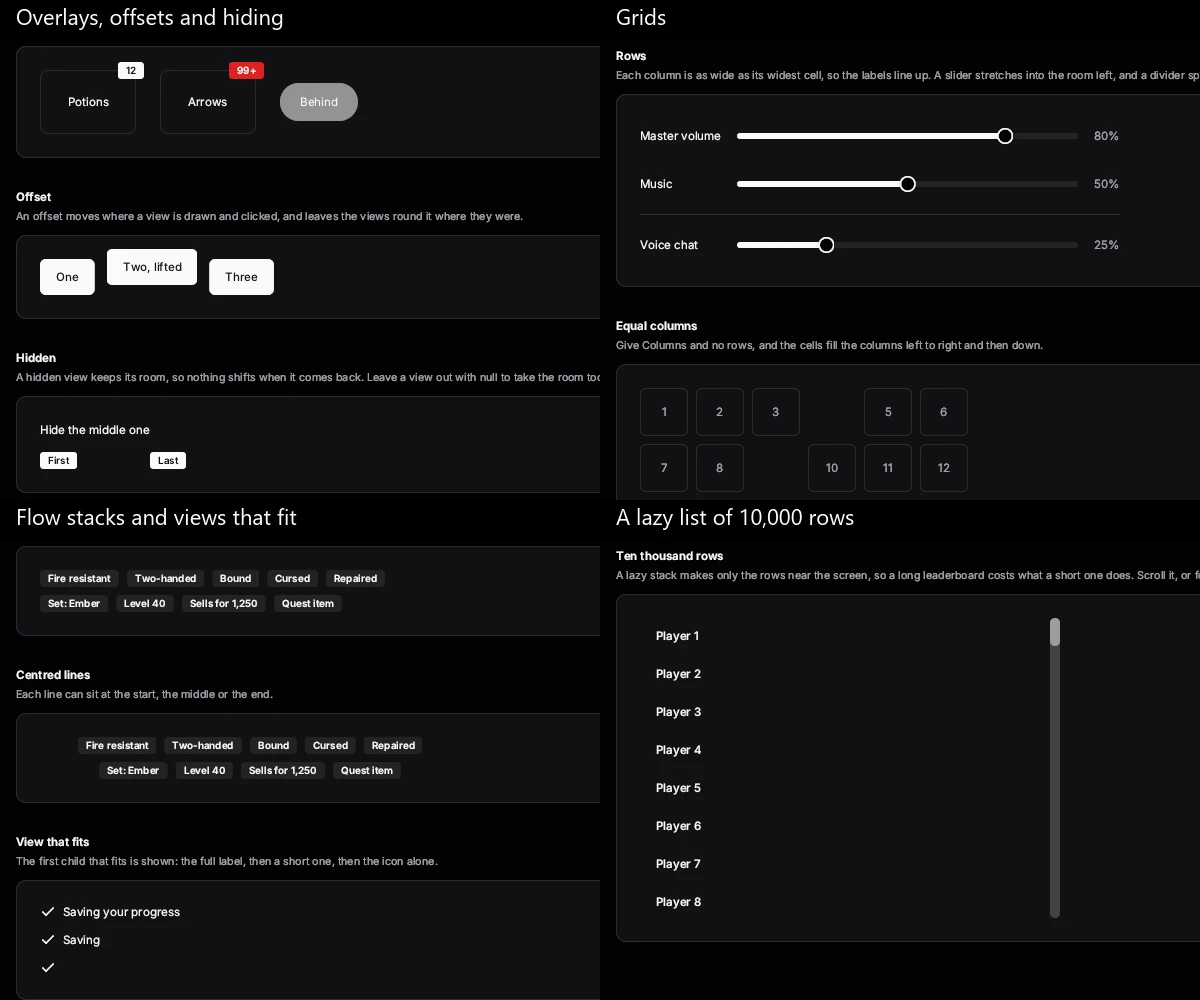 Overlays, offsets and hiding
12
99+
Potions
Arrows
Behind
Offset
An offset moves where a view is drawn and clicked, and leaves the views round it where they were.
One
Two, lifted
Three
Hidden
A hidden view keeps its room, so nothing shifts when it comes back. Leave a view out with null to take the room too
Hide the middle one
First
Last
Grids
Rows
Each column is as wide as its widest cell, so the labels line up. A slider stretches into the room left, and a divider sp
Master volume
80%
Music
50%
Voice chat
25%
Equal columns
Give Columns and no rows, and the cells fill the columns left to right and then down.
1 2 3 5 6
7 8 10 11 12
Flow stacks and views that fit
Fire resistant Two-handed Bound Cursed Repaired
Set: Ember Level 40 Sells for 1,250 Quest item
Centred lines
Each line can sit at the start, the middle or the end.
Fire resistant Two-handed Bound Cursed Repaired
Set: Ember Level 40 Sells for 1,250 Quest item
View that fits
The first child that fits is shown: the full label, then a short one, then the icon alone.
Saving your progress
Saving
A lazy list of 10,000 rows
Ten thousand rows
A lazy stack makes only the rows near the screen, so a long leaderboard costs what a short one does. Scroll it, or f
Player 1
Player 2
Player 3
Player 4
Player 5
Player 6
Player 7
Player 8